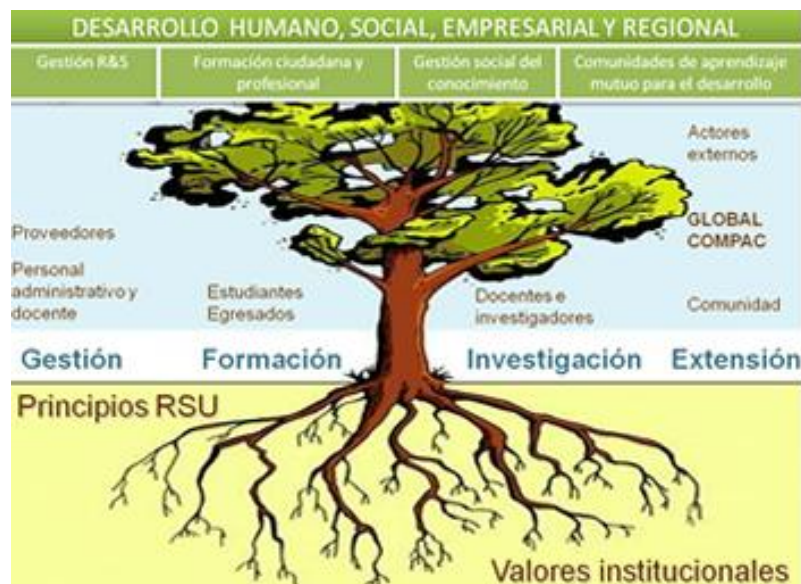 DESARROLLO HUMANO, SOCIAL, EMPRESARIAL Y REGIONAL
Gestión R&S
Formación ciudadana y
profesional
Gestión social del
conocimiento
Comunidades de aprendizaje
mutuo para el desarrollo
Actores
externos
Proveedores
GLOBAL
COMPAC
Personal
administrativo y
docente
Estudiantes
Egresados
Docentes e
investigadores
Comunidad
Gestión
Formación
Investigación
Extensión
Principios RSU
Valores institucionales